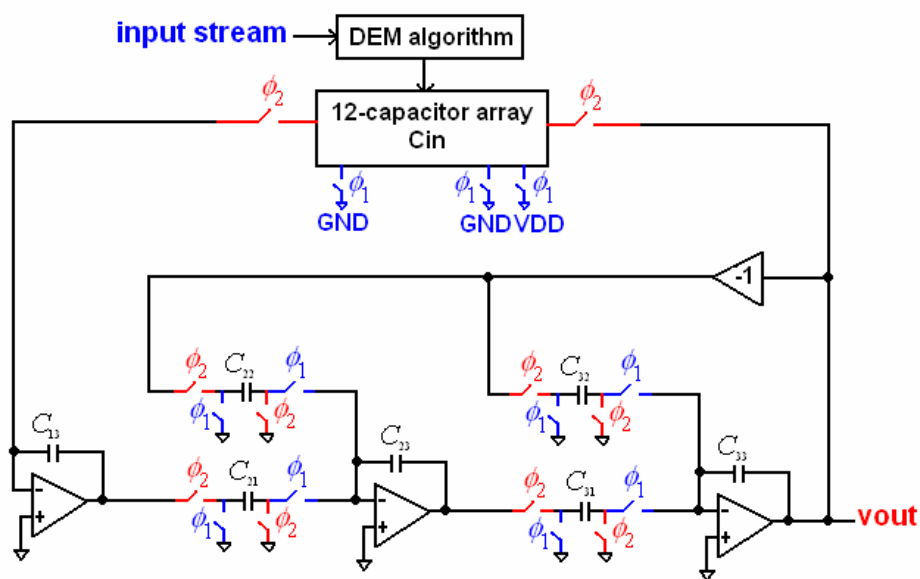 input stream
DEM algorithm
ϕ2
12-capacitor array
Cin
ϕ2
ϕ1
ϕ1
ϕ1
GND
GND VDD
-1
ϕ2
C22
ϕ1
ϕ2
C32
ϕ1
ϕ1
ϕ2
ϕ1
ϕ2
C13
C23
C33
ϕ2
C21
ϕ1
ϕ2
C31
ϕ1
ϕ1
ϕ2
ϕ1
ϕ2
vout